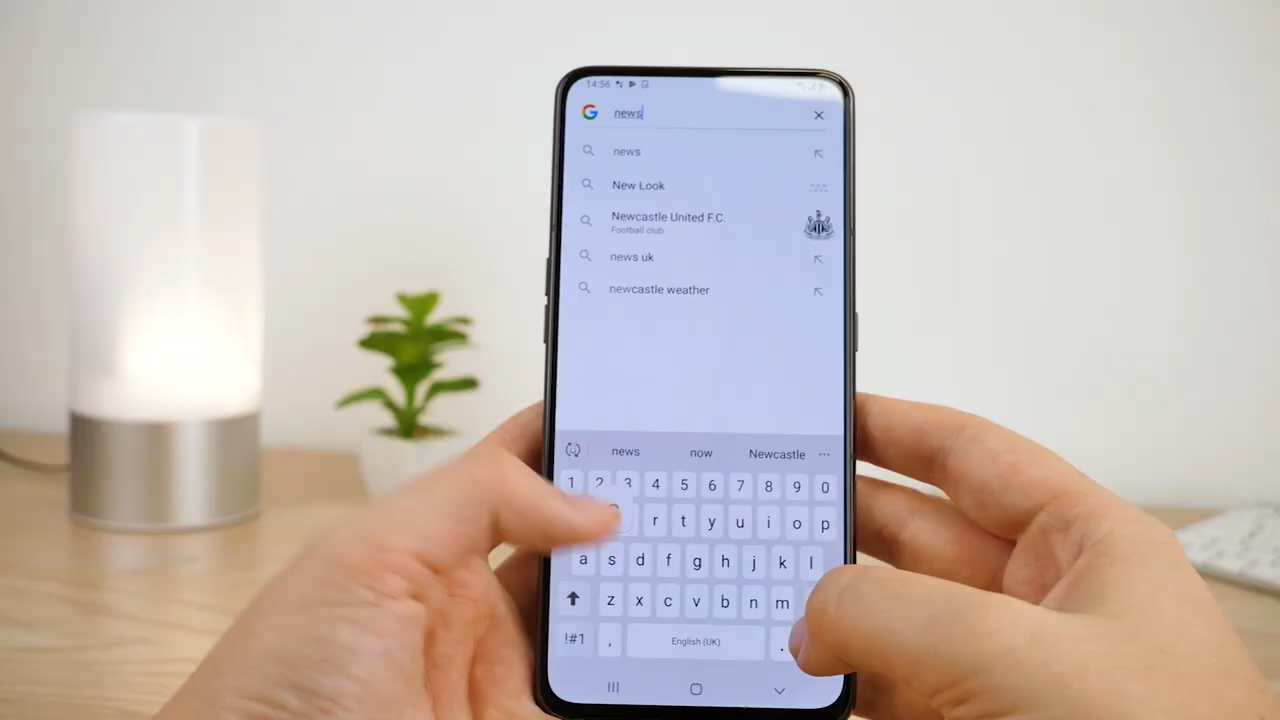 14:56
news
news
New Look
Newcastle United F.C.
Football club
news uk
newcastle weather
news now Newcastle ...
1 2 3 4 5 6 7 8 9 0
r t y u i o p
a s d f g h j k l
z x c v b n m
!#1 , English (UK) .